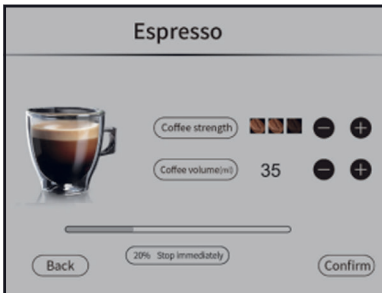 Espresso
Coffee strength
Coffee volume(ml) 35
20% Stop immediately
Back
Confirm